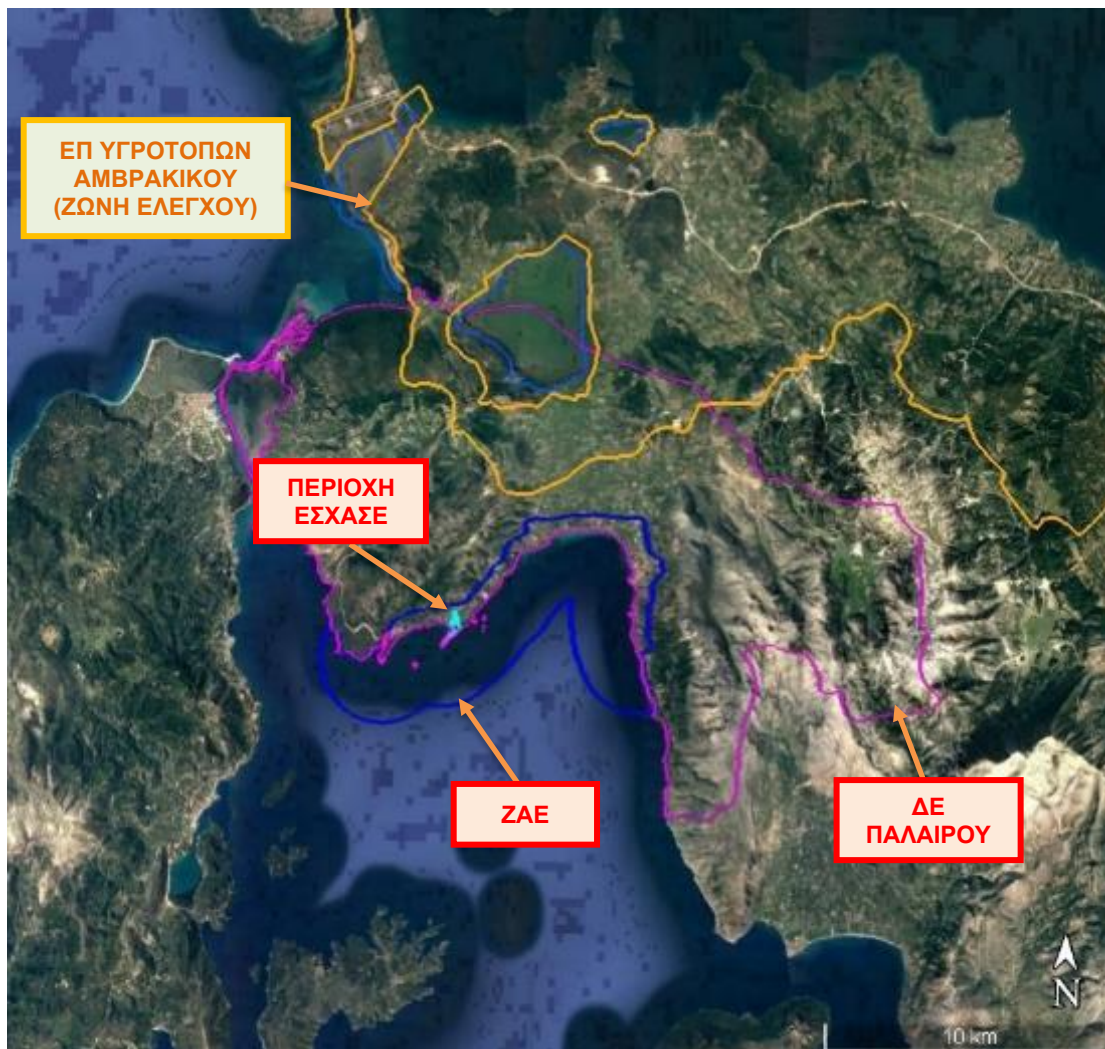 ΕΠ ΥΓΡΟΤΟΠΩΝ
ΑΜΒΡΑΚΙΚΟΥ
(ΖΩΝΗ ΕΛΕΓΧΟΥ)
ΠΕΡΙΟΧΗ
ΕΣΧΑΣΕ
ΖΑΕ
ΔΕ
ΠΑΛΑΙΡΟΥ
N
10 km